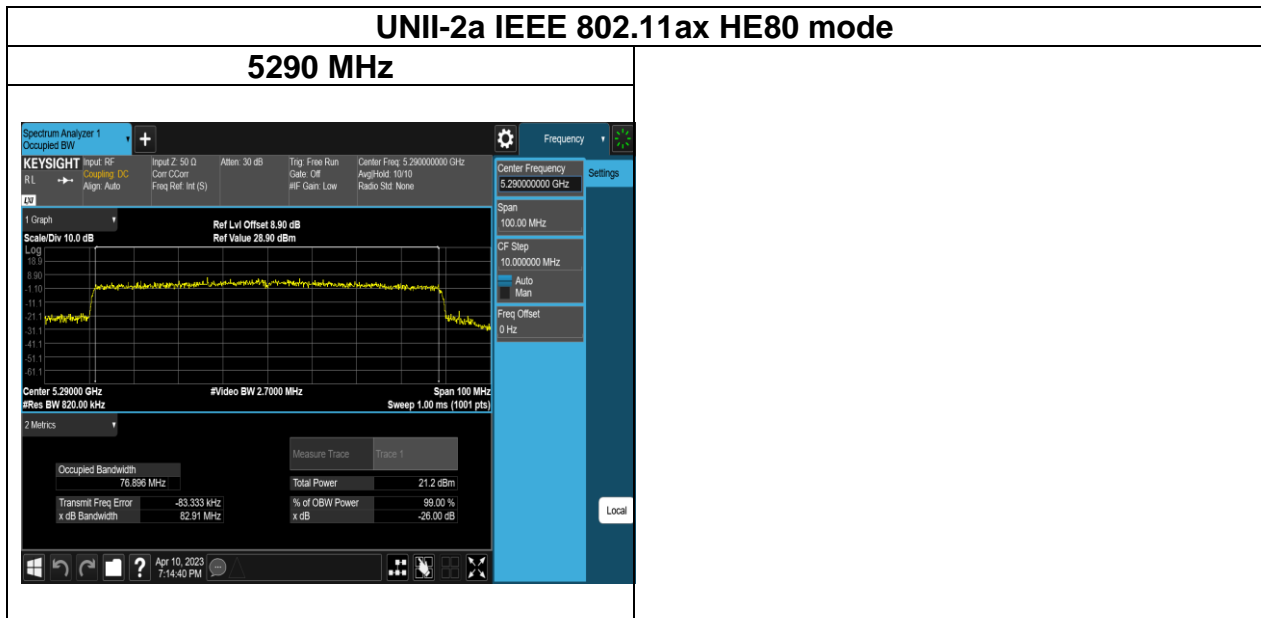 UNII-2a IEEE 802.11ax HE80 mode
5290 MHz
Spectrum Analyzer 1
Occupied BW
Frequency
KEYSIGHT
RL
LXI
Input: RF
Coupling: DC
Align: Auto
Input Z: 50 Ω
Corr CCorr
Freq Ref: Int (S)
Atten: 30 dB
Trig: Free Run
Gate: Off
#IF Gain: Low
Center Freq: 5.290000000 GHz
Avg|Hold: 10/10
Radio Std: None
Center Frequency
5.290000000 GHz
Settings
Span
100.00 MHz
CF Step
10.000000 MHz
Auto
Man
Freq Offset
0 Hz
Local
1 Graph
Scale/Div 10.0 dB
Ref Lvl Offset 8.90 dB
Ref Value 28.90 dBm
Log
18.9
8.90
-1.10
-11.1
-21.1
-31.1
-41.1
-51.1
-61.1
Center 5.29000 GHz
#Video BW 2.7000 MHz
Span 100 MHz
#Res BW 820.00 kHz
Sweep 1.00 ms (1001 pts)
2 Metrics
Measure Trace
Trace 1
Occupied Bandwidth
76.896 MHz
Total Power 21.2 dBm
Transmit Freq Error -83.333 kHz
% of OBW Power 99.00 %
x dB Bandwidth 82.91 MHz
x dB -26.00 dB
?
Apr 10, 2023
7:14:40 PM